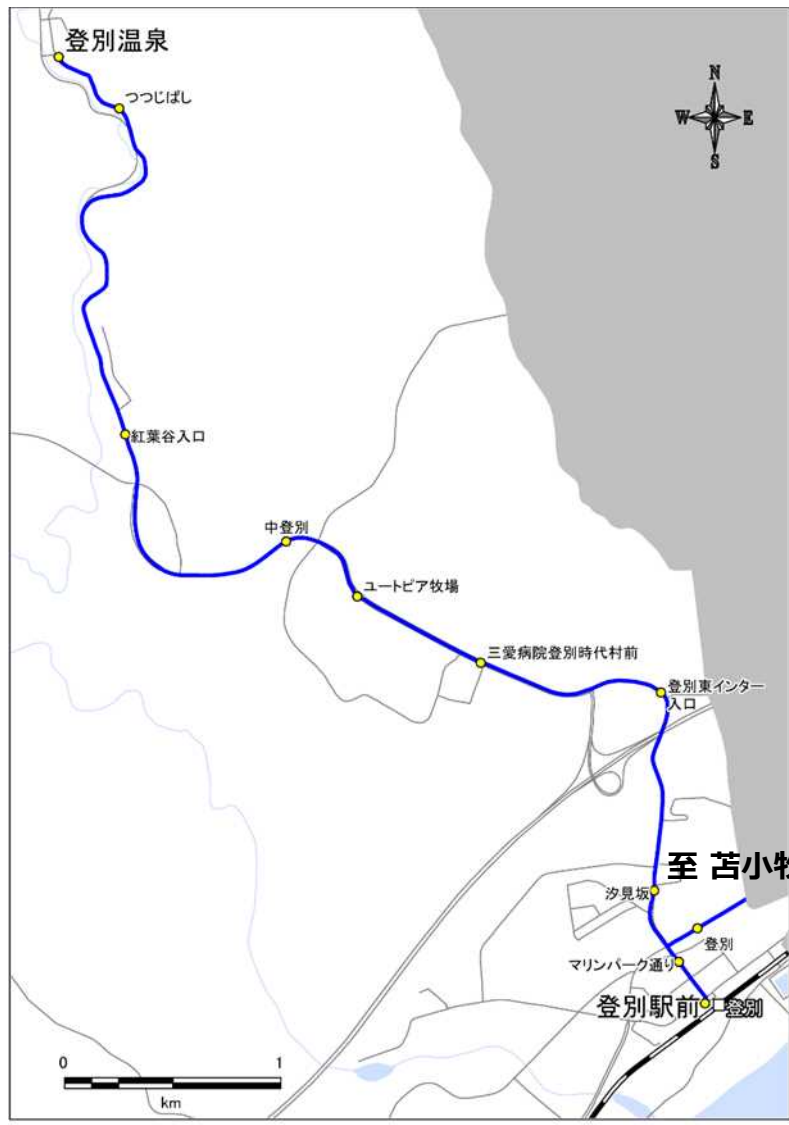 登別温泉
つつじばし
N
W
E
S
紅葉谷入口
中登別
ユートピア牧場
三愛病院登別時代村前
登別東インター
入口
至 苫小牧
汐見坂
登別
マリンパーク通り
登別駅前
登別
0
1
km